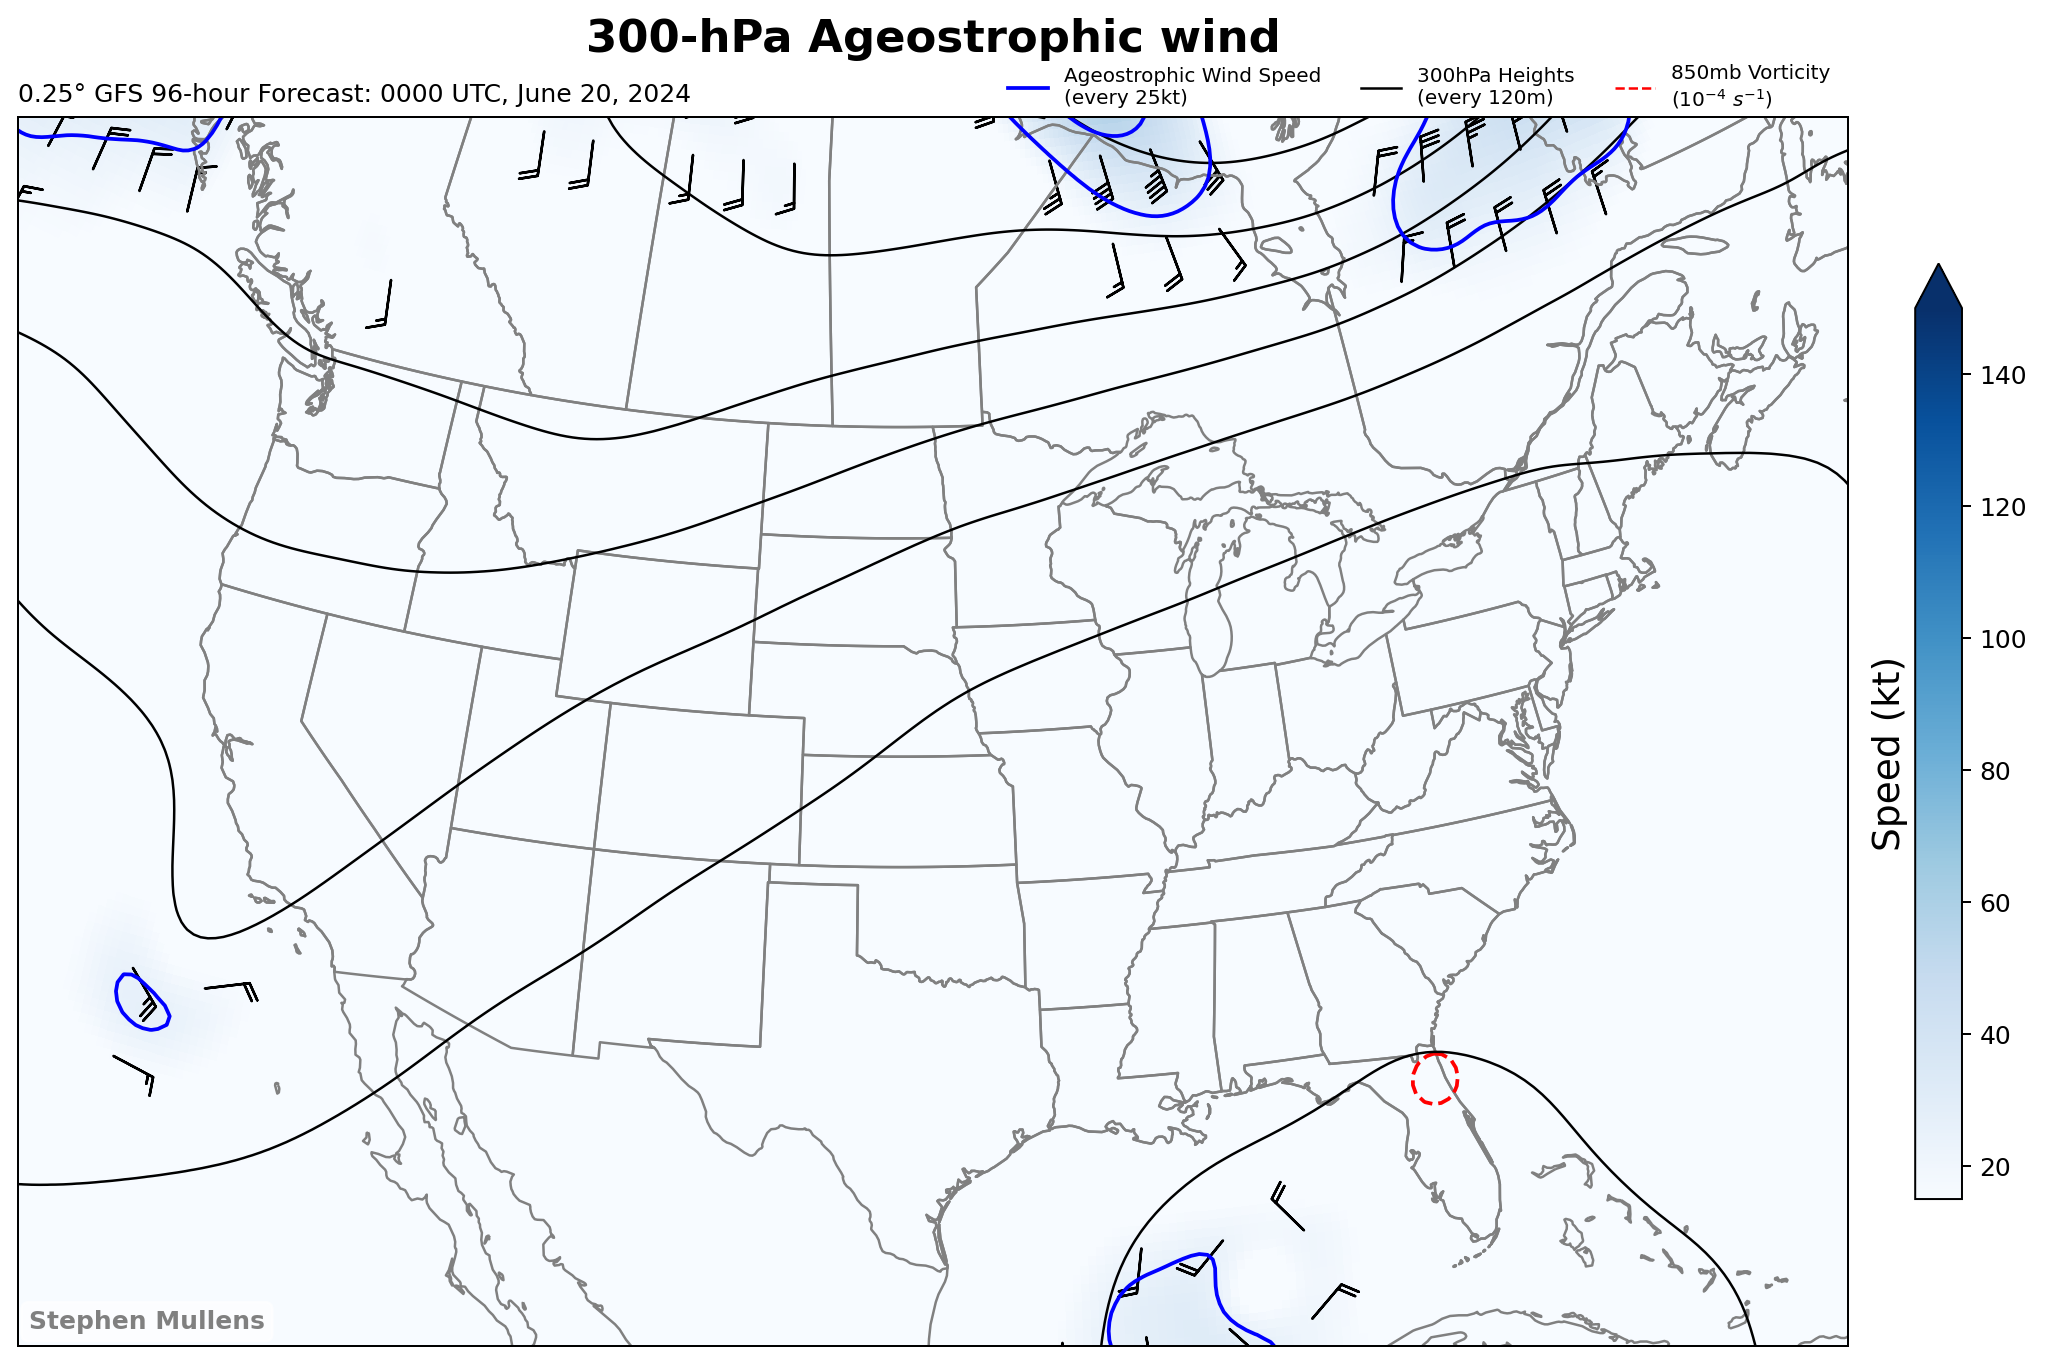 300-hPa Ageostrophic wind
0.25° GFS 96-hour Forecast: 0000 UTC, June 20, 2024
Ageostrophic Wind Speed
(every 25kt)
300hPa Heights
(every 120m)
850mb Vorticity
(10⁻⁴ s⁻¹)
140
120
100
80
60
40
20
Speed (kt)
Stephen Mullens